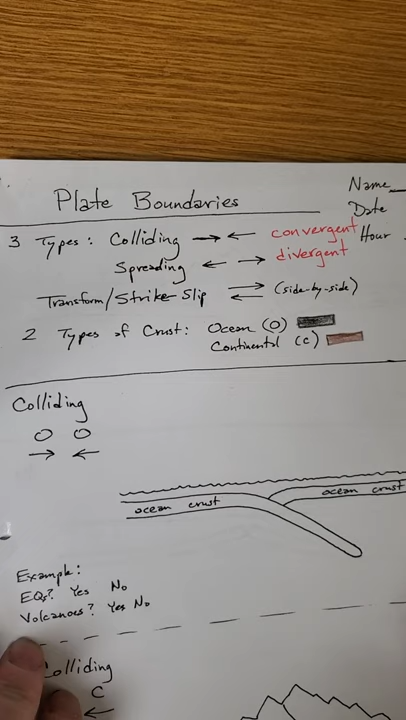 Name
Plate Boundaries
Date
3 Types: Colliding → ← convergent
Hour
Spreading ← → divergent
Transform/Strike-Slip (side-by-side)
2 Types of Crust: Ocean (O)
Continental (C)
Colliding
O O
→ ←
ocean crust
ocean crust
Example:
EQs? Yes No
Volcanoes? Yes No
Colliding
C
←